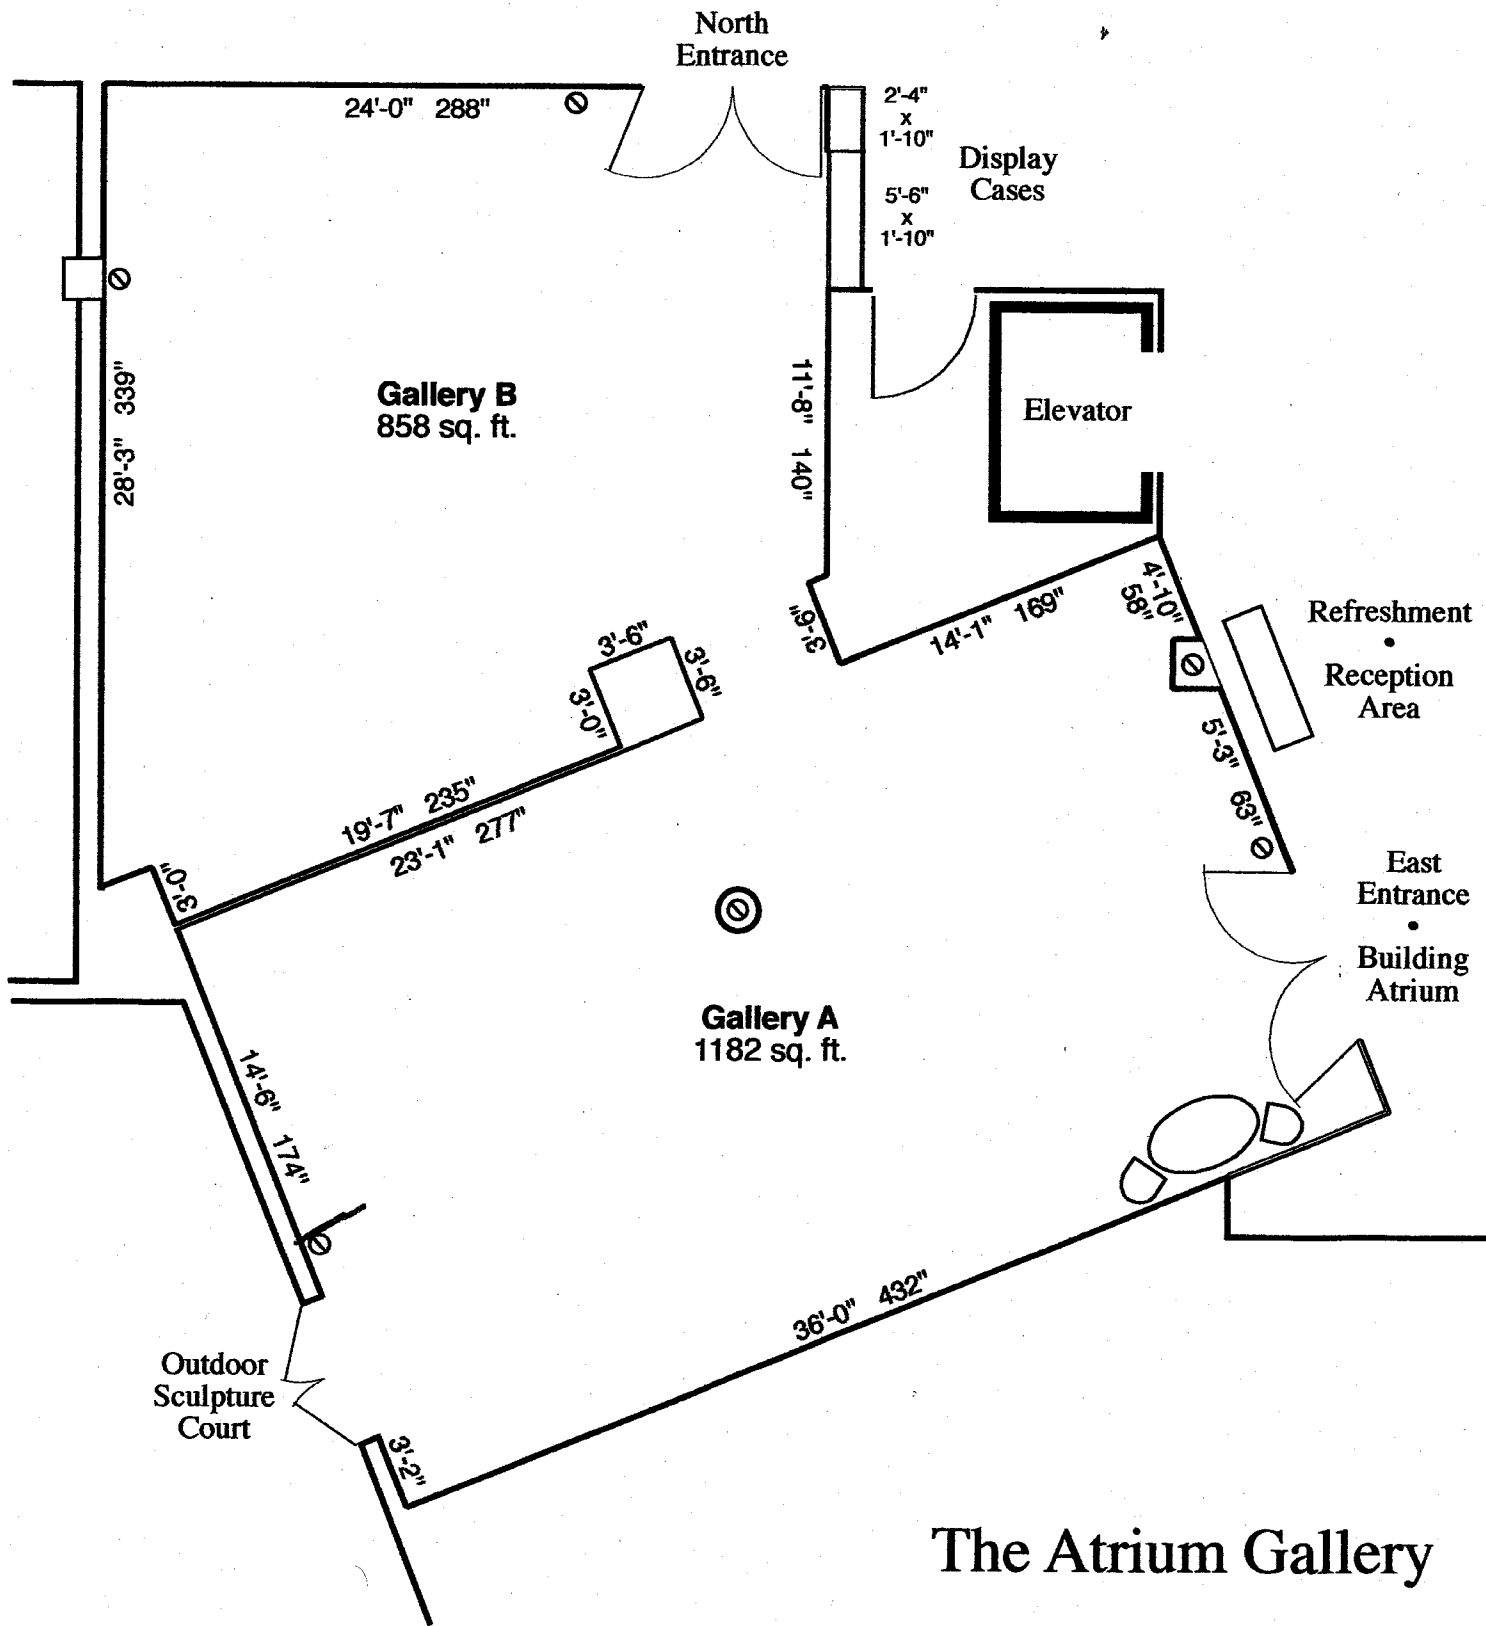 North
Entrance
24'-0" 288"
2'-4"
x
1'-10"
Display
Cases
5'-6"
x
1'-10"
28'-3" 339"
Gallery B
858 sq. ft.
11'-8" 140"
Elevator
3'-6"
14'-1" 169"
4'-10"
58"
Refreshment
•
Reception
Area
3'-6"
3'-6"
3'-0"
5'-3" 63"
19'-7" 235"
23'-1" 277"
3'-0"
East
Entrance
•
Building
Atrium
Gallery A
1182 sq. ft.
14'-6" 174"
36'-0" 432"
Outdoor
Sculpture
Court
3'-2"
The Atrium Gallery